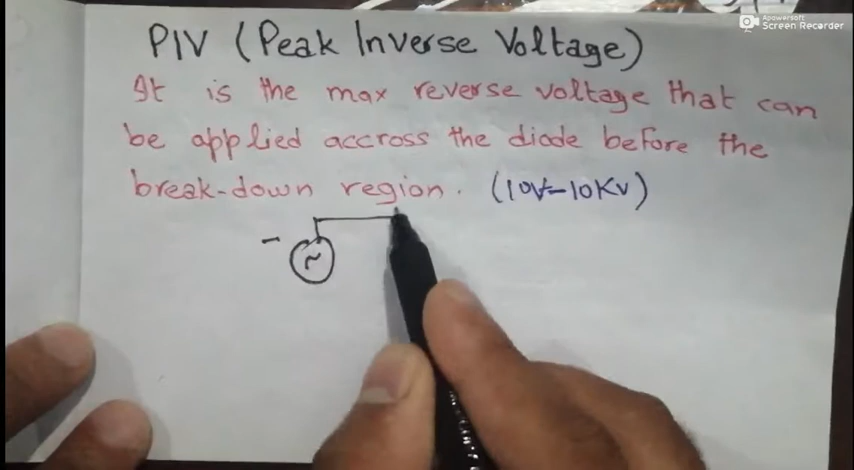 Apowersoft
Screen Recorder
PIV (Peak Inverse Voltage)
It is the max reverse voltage that can
be applied accross the diode before the
break-down region. (10V-10KV)
- ~